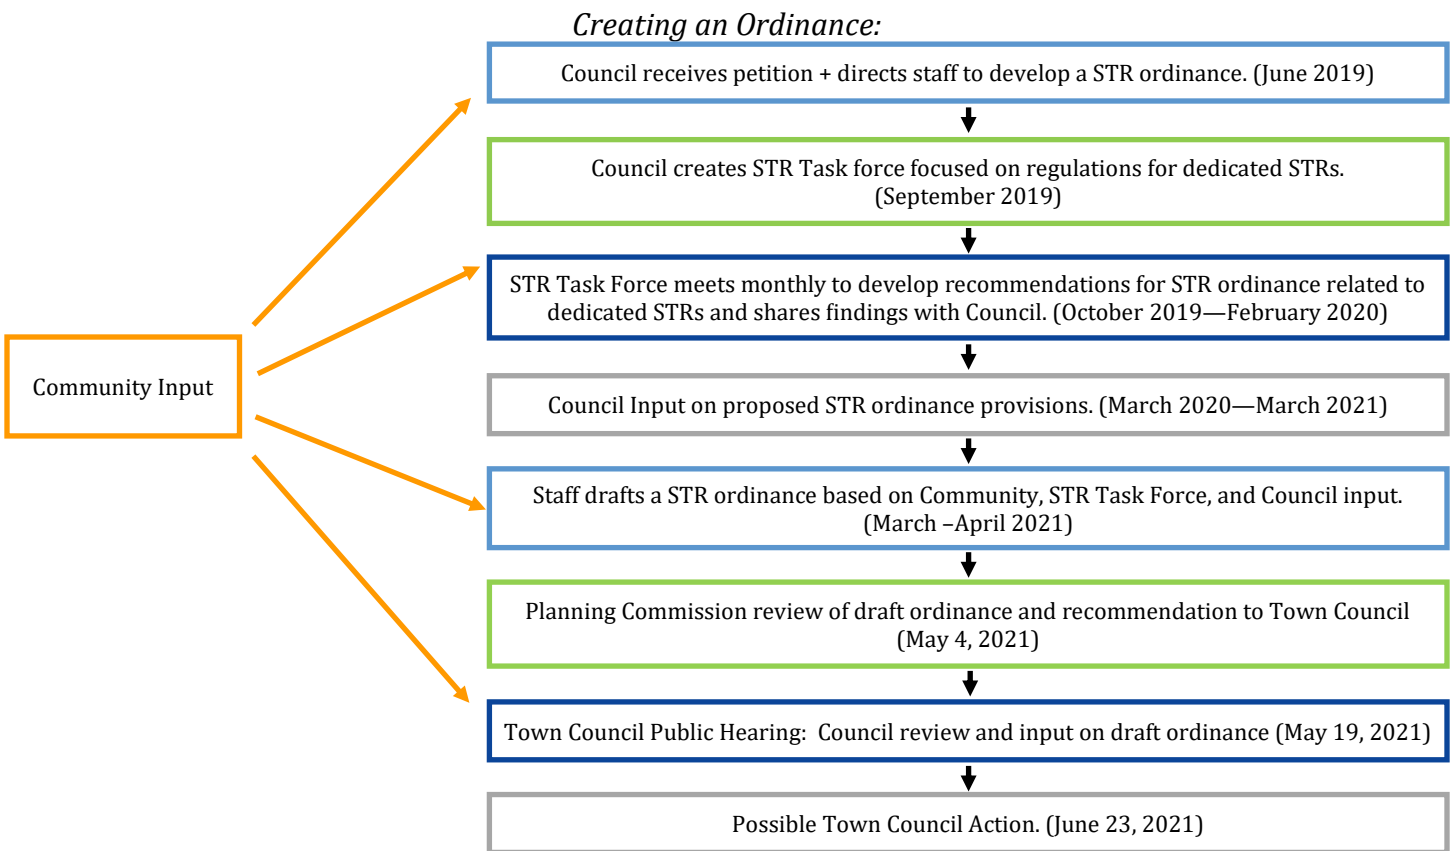 Creating an Ordinance:
Council receives petition + directs staff to develop a STR ordinance. (June 2019)
Council creates STR Task force focused on regulations for dedicated STRs.
(September 2019)
STR Task Force meets monthly to develop recommendations for STR ordinance related to
dedicated STRs and shares findings with Council. (October 2019—February 2020)
Community Input
Council Input on proposed STR ordinance provisions. (March 2020—March 2021)
Staff drafts a STR ordinance based on Community, STR Task Force, and Council input.
(March –April 2021)
Planning Commission review of draft ordinance and recommendation to Town Council
(May 4, 2021)
Town Council Public Hearing:  Council review and input on draft ordinance (May 19, 2021)
Possible Town Council Action. (June 23, 2021)